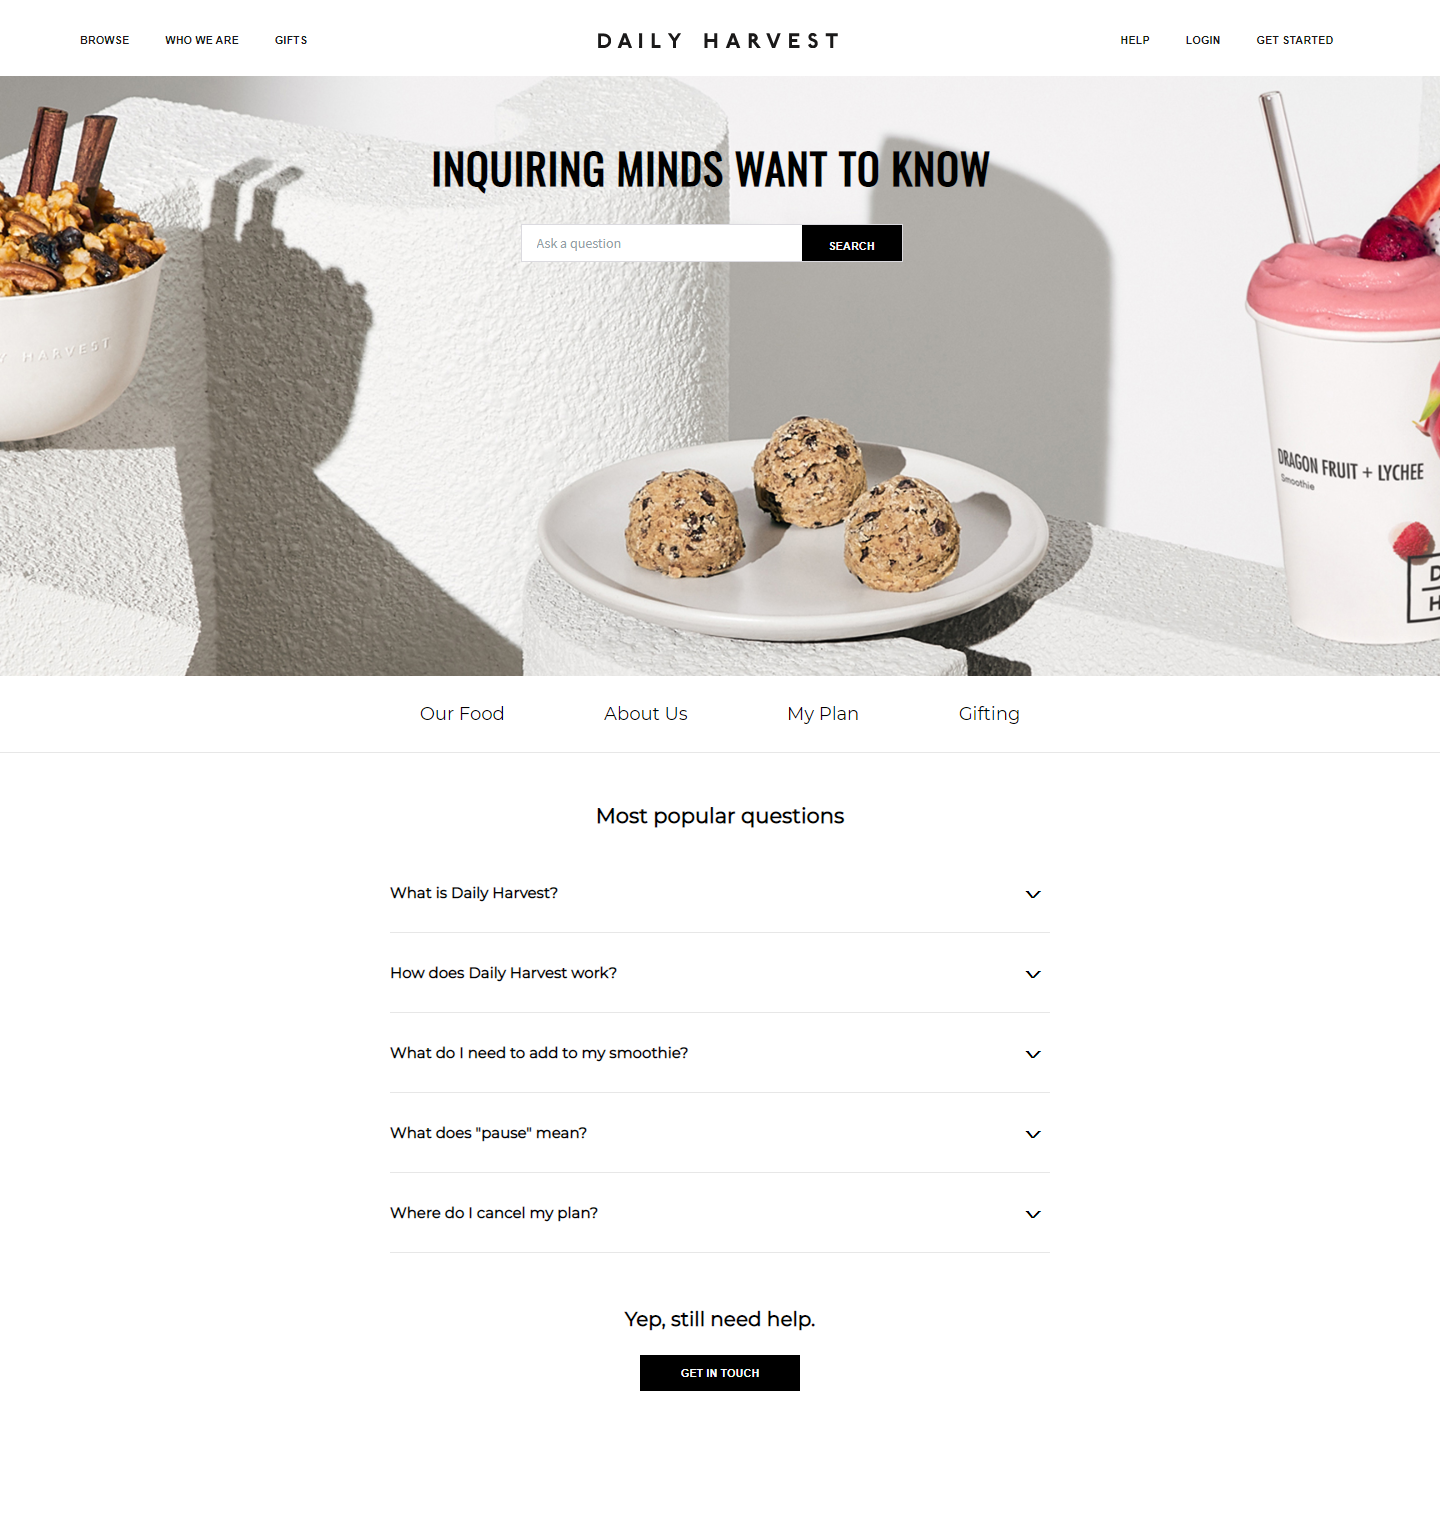 BROWSE
WHO WE ARE
GIFTS
DAILY HARVEST
HELP
LOGIN
GET STARTED
INQUIRING MINDS WANT TO KNOW
Ask a question
SEARCH
HARVEST
DRAGON FRUIT + LYCHEE
Smoothie
Our Food
About Us
My Plan
Gifting
Most popular questions
What is Daily Harvest?
How does Daily Harvest work?
What do I need to add to my smoothie?
What does "pause" mean?
Where do I cancel my plan?
Yep, still need help.
GET IN TOUCH